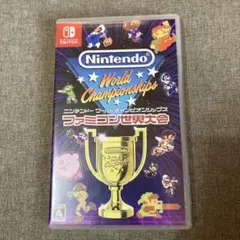 NINTENDO
SWITCH
Nintendo
World
Championships
ニンテンドーワールドチャンピオンシップス
ファミコン世界大会
A